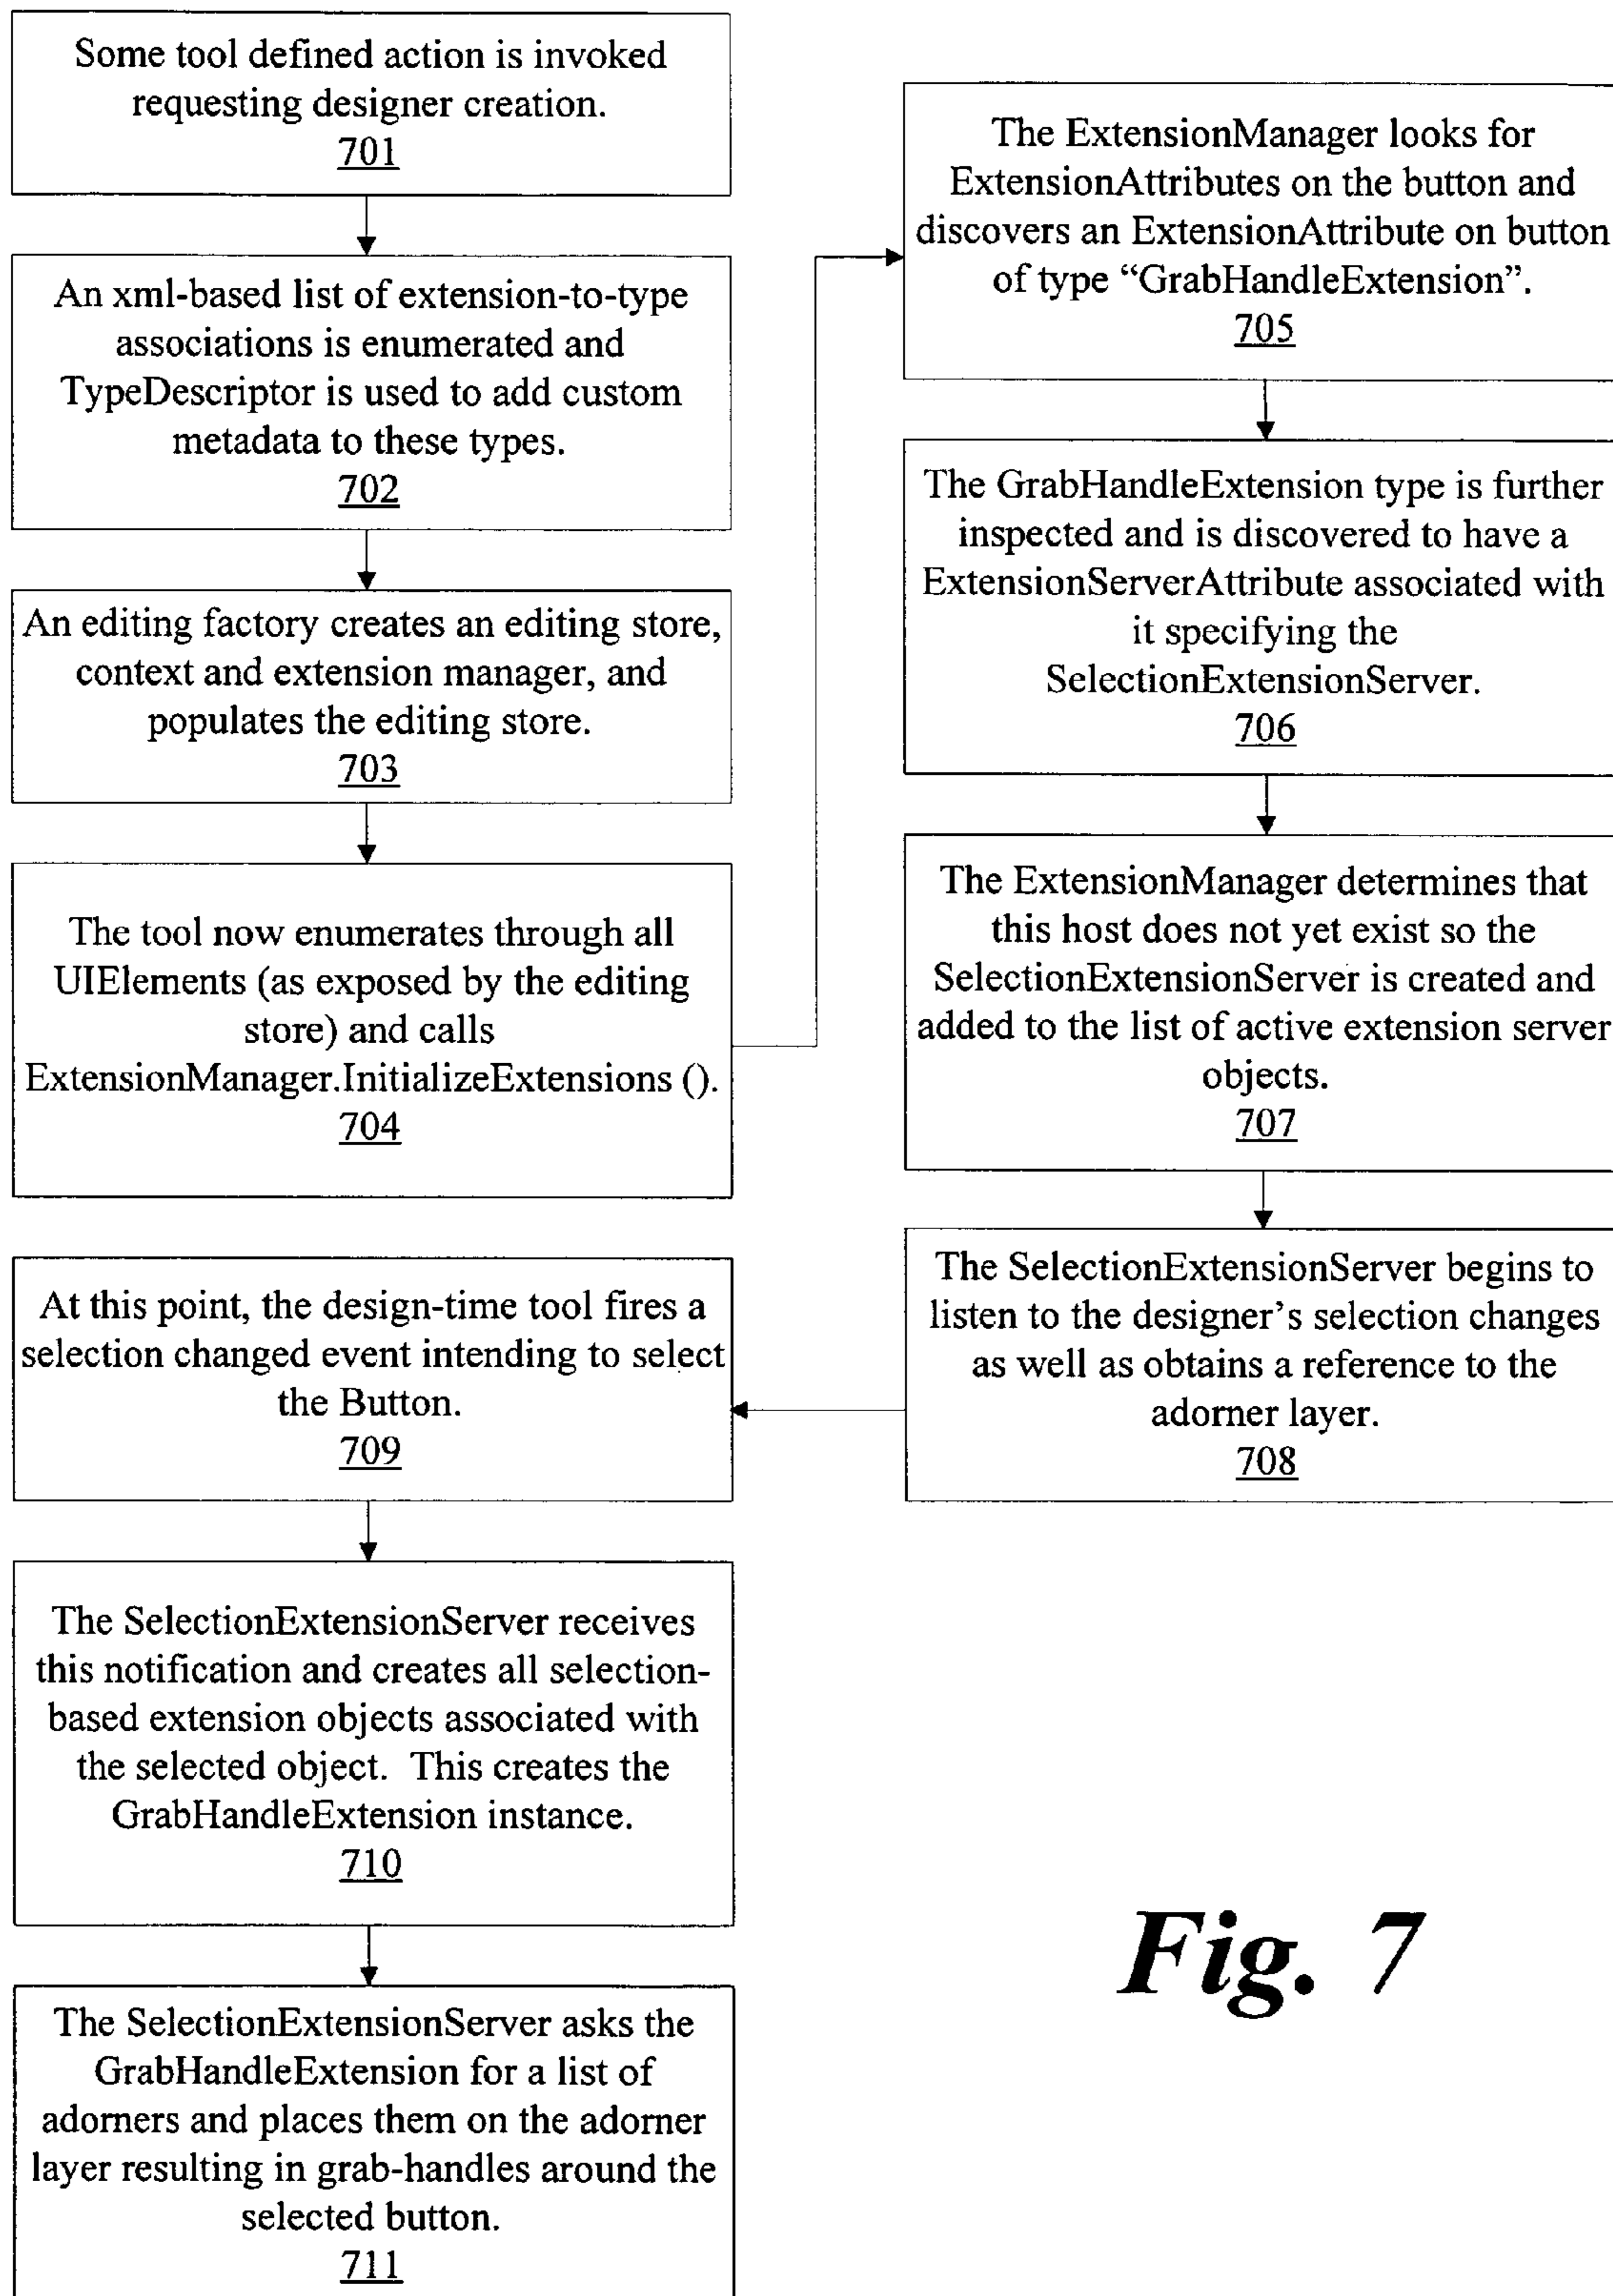 Some tool defined action is invoked
requesting designer creation.
701
An xml-based list of extension-to-type
associations is enumerated and
TypeDescriptor is used to add custom
metadata to these types.
702
An editing factory creates an editing store,
context and extension manager, and
populates the editing store.
703
The tool now enumerates through all
UIElements (as exposed by the editing
store) and calls
ExtensionManager.InitializeExtensions ().
704
The ExtensionManager looks for
ExtensionAttributes on the button and
discovers an ExtensionAttribute on button
of type “GrabHandleExtension”.
705
The GrabHandleExtension type is further
inspected and is discovered to have a
ExtensionServerAttribute associated with
it specifying the
SelectionExtensionServer.
706
The ExtensionManager determines that
this host does not yet exist so the
SelectionExtensionServer is created and
added to the list of active extension server
objects.
707
The SelectionExtensionServer begins to
listen to the designer’s selection changes
as well as obtains a reference to the
adorner layer.
708
At this point, the design-time tool fires a
selection changed event intending to select
the Button.
709
The SelectionExtensionServer receives
this notification and creates all selection-
based extension objects associated with
the selected object. This creates the
GrabHandleExtension instance.
710
The SelectionExtensionServer asks the
GrabHandleExtension for a list of
adorners and places them on the adorner
layer resulting in grab-handles around the
selected button.
711
Fig. 7